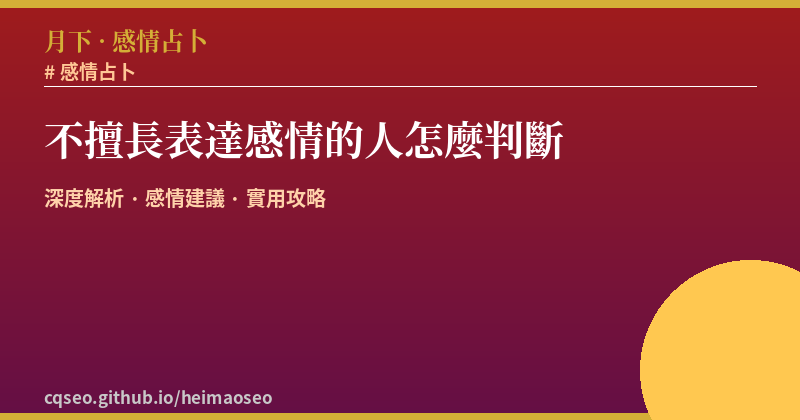 月下 · 感情占卜
# 感情占卜
不擅長表達感情的人怎麼判斷
深度解析 · 感情建議 · 實用攻略
cqseo.github.io/heimaoseo